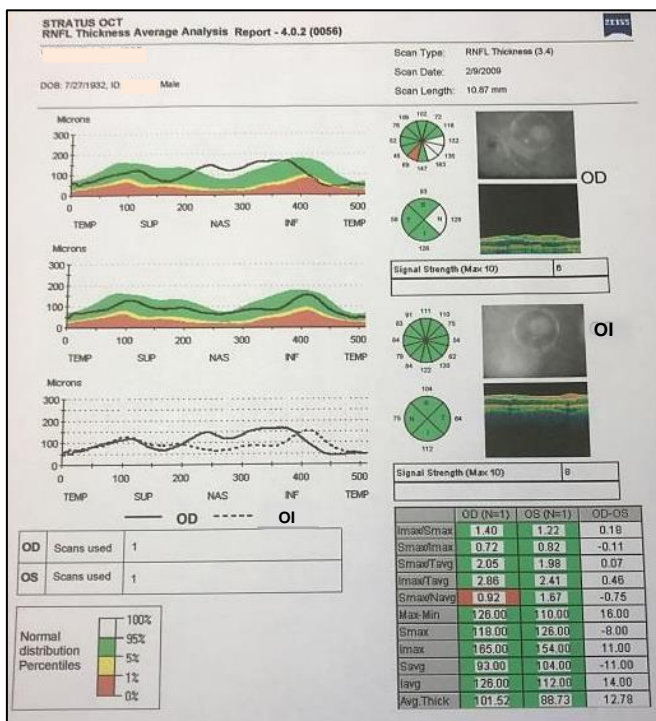 STRATUS OCT
RNFL Thickness Average Analysis Report - 4.0.2 (0056)
ZEISS
DOB: 7/27/1932, ID: Male
Scan Type: RNFL Thickness (3.4)
Scan Date: 2/9/2009
Scan Length: 10.87 mm
Microns
300
200
100
0
0 100 200 300 400 500
TEMP SUP NAS INF TEMP
OD
S
N
I
T
Signal Strength (Max 10) 6
Microns
300
200
100
0
0 100 200 300 400 500
TEMP SUP NAS INF TEMP
OI
111
104
S
N T
I
75 64
112
Signal Strength (Max 10) 8
Microns
300
200
100
0
0 100 200 300 400 500
TEMP SUP NAS INF TEMP
OD OI
OD Scans used 1
OS Scans used 1
Normal
distribution
Percentiles
100%
95%
5%
1%
0%
OD (N=1) OS (N=1) OD-OS
Imax/Smax 1.40 1.22 0.18
Smax/Imax 0.72 0.82 -0.11
Smax/Tavg 2.05 1.98 0.07
Imax/Tavg 2.86 2.41 0.46
Smax/Navg 0.92 1.67 -0.75
Max-Min 126.00 110.00 16.00
Smax 118.00 126.00 -8.00
Imax 165.00 154.00 11.00
Savg 93.00 104.00 -11.00
Iavg 126.00 112.00 14.00
Avg.Thick 101.52 88.73 12.78